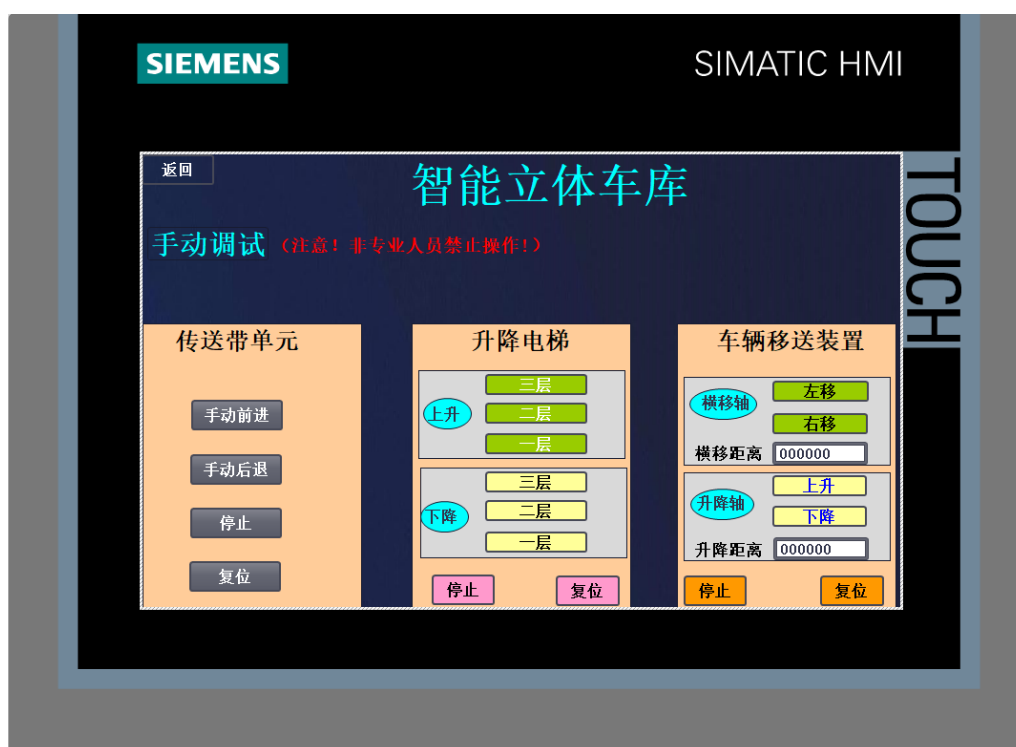 SIEMENS
SIMATIC HMI
TOUCH
返回
智能立体车库
手动调试（注意！非专业人员禁止操作！）
传送带单元
手动前进
手动后退
停止
复位
升降电梯
上升
三层
二层
一层
下降
三层
二层
一层
停止
复位
车辆移送装置
横移轴
左移
右移
横移距离 000000
升降轴
上升
下降
升降距离 000000
停止
复位